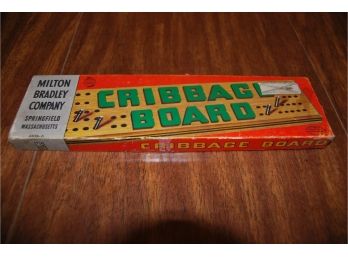 MILTON
BRADLEY
COMPANY
SPRINGFIELD
MASSACHUSETTS
CRIBBAGE
BOARD
CRIBBAGE BOARD